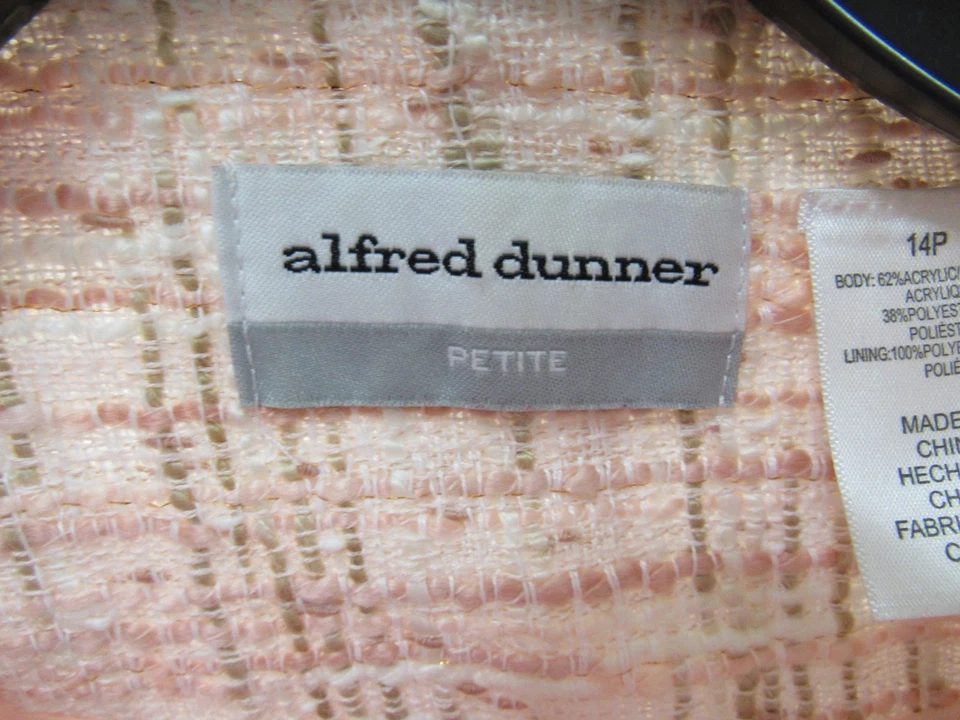 alfred dunner
PETITE
14P
BODY: 62%ACRYLIC/
ACRYLIQ
38%POLYEST
POLIÉST
LINING:100%POLYE
POLIÉ
MADE
CHIN
HECH
CH
FABRI
C